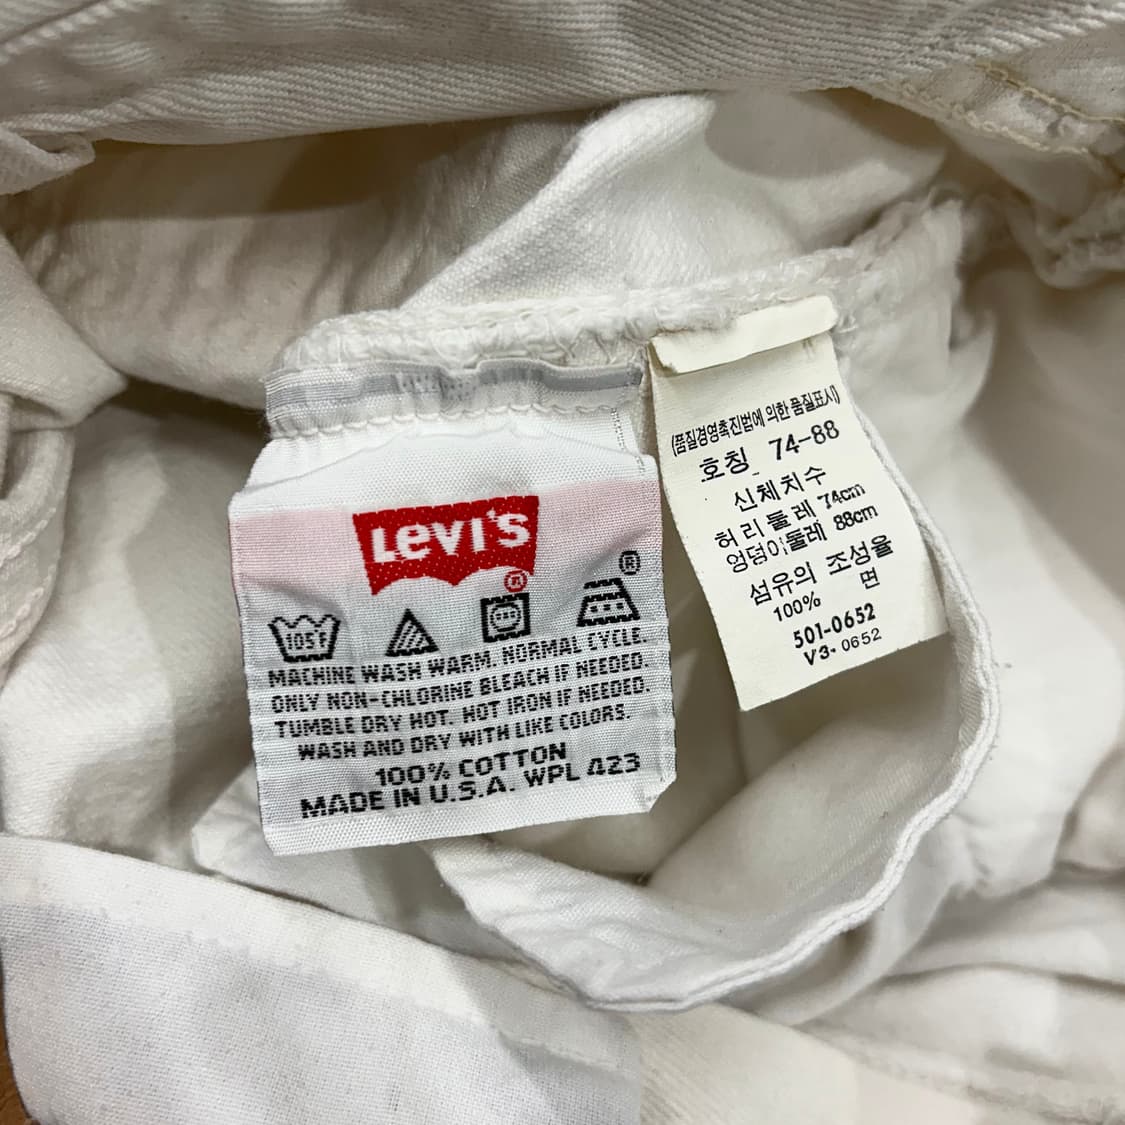 LEVI'S
®
®
105°F
MACHINE WASH WARM. NORMAL CYCLE.
ONLY NON-CHLORINE BLEACH IF NEEDED.
TUMBLE DRY HOT. HOT IRON IF NEEDED.
WASH AND DRY WITH LIKE COLORS.
100% COTTON
MADE IN U.S.A. WPL 423
(품질경영촉진법에 의한 품질표시)
호칭 74-88
신체치수
허리둘레 74cm
엉덩이둘레 88cm
섬유의 조성율
100% 면
501-0652
V3-0652